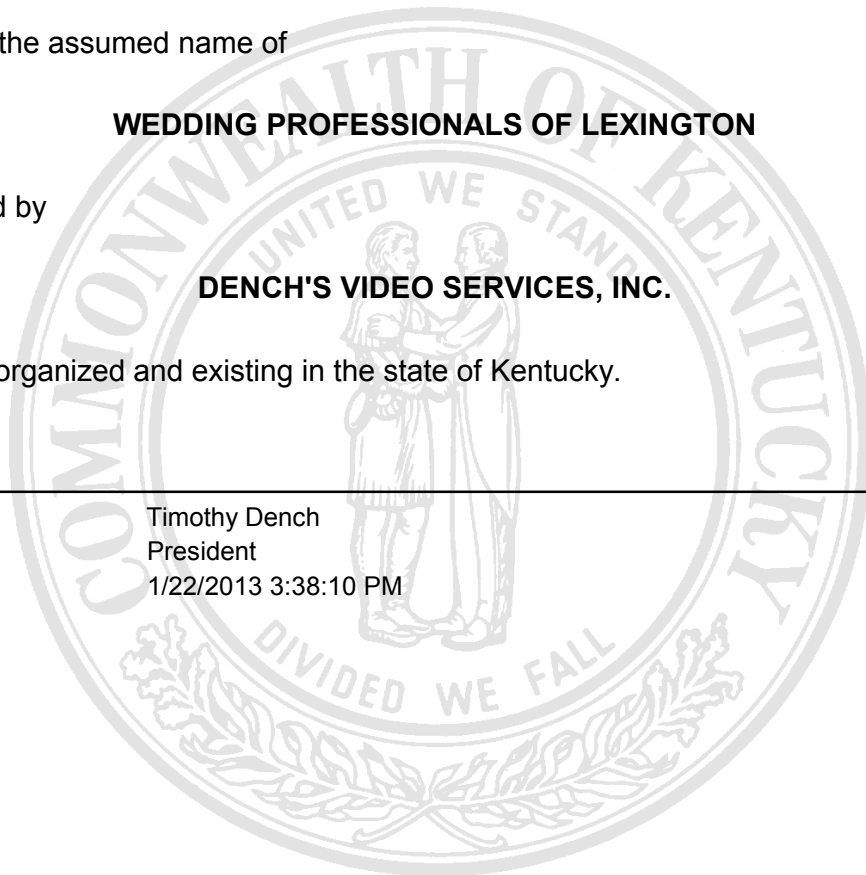 the assumed name of
WEDDING PROFESSIONALS OF LEXINGTON
d by
DENCH'S VIDEO SERVICES, INC.
organized and existing in the state of Kentucky.
Timothy Dench
President
1/22/2013 3:38:10 PM
COMMONWEALTH OF KENTUCKY
UNITED WE STAND
DIVIDED WE FALL